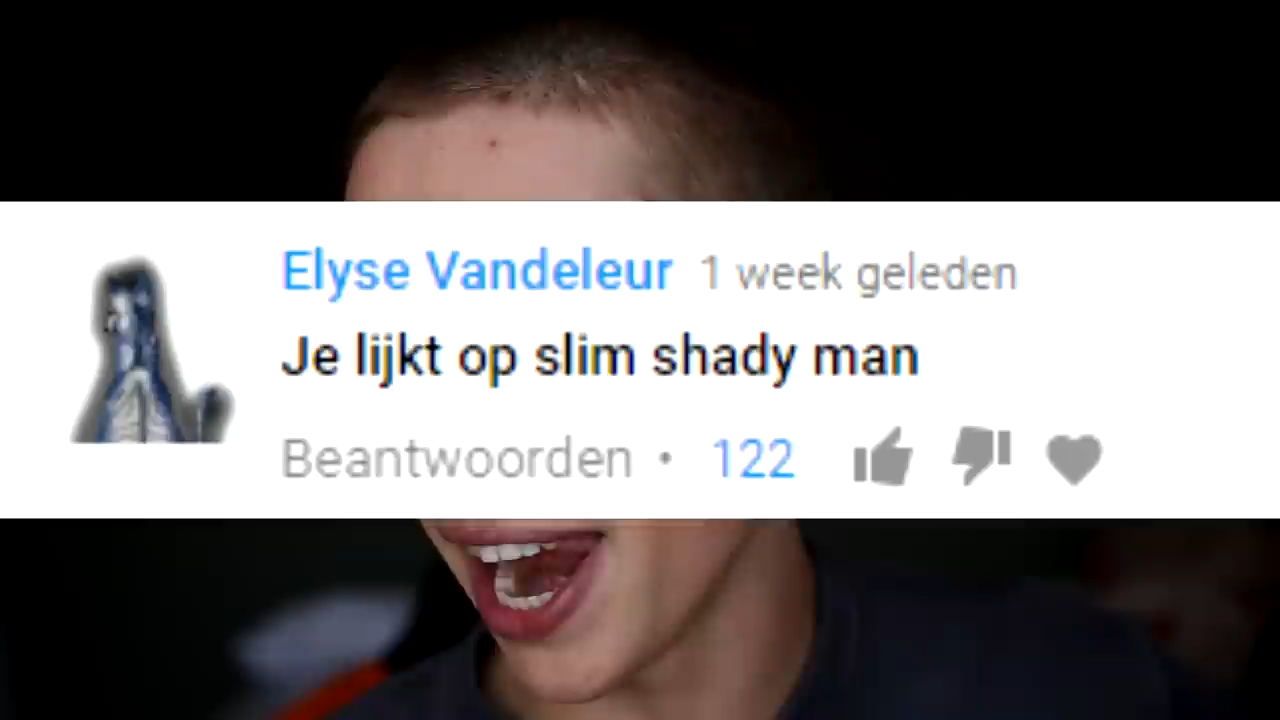 Elyse Vandeleur 1 week geleden
Je lijkt op slim shady man
Beantwoorden • 122